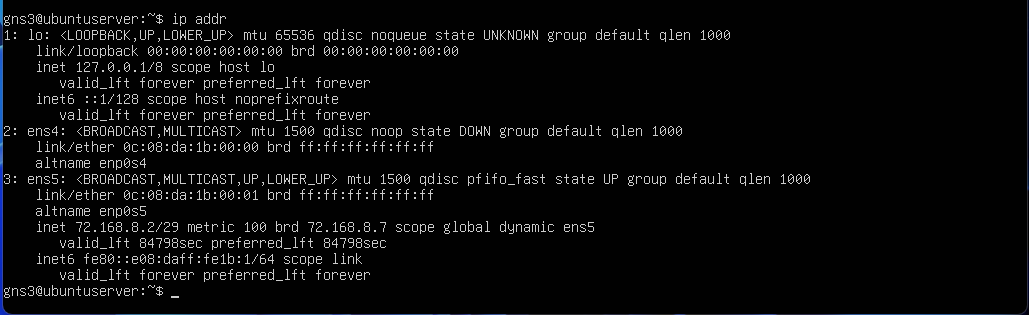 gns3@ubuntuserver:~$ ip addr
1: lo: <LOOPBACK,UP,LOWER_UP> mtu 65536 qdisc noqueue state UNKNOWN group default qlen 1000
    link/loopback 00:00:00:00:00:00 brd 00:00:00:00:00:00
    inet 127.0.0.1/8 scope host lo
       valid_lft forever preferred_lft forever
    inet6 ::1/128 scope host noprefixroute
       valid_lft forever preferred_lft forever
2: ens4: <BROADCAST,MULTICAST> mtu 1500 qdisc noop state DOWN group default qlen 1000
    link/ether 0c:08:da:1b:00:00 brd ff:ff:ff:ff:ff:ff
    altname enp0s4
3: ens5: <BROADCAST,MULTICAST,UP,LOWER_UP> mtu 1500 qdisc pfifo_fast state UP group default qlen 1000
    link/ether 0c:08:da:1b:00:01 brd ff:ff:ff:ff:ff:ff
    altname enp0s5
    inet 72.168.8.2/29 metric 100 brd 72.168.8.7 scope global dynamic ens5
       valid_lft 84798sec preferred_lft 84798sec
    inet6 fe80::e08:daff:fe1b:1/64 scope link
       valid_lft forever preferred_lft forever
gns3@ubuntuserver:~$ _